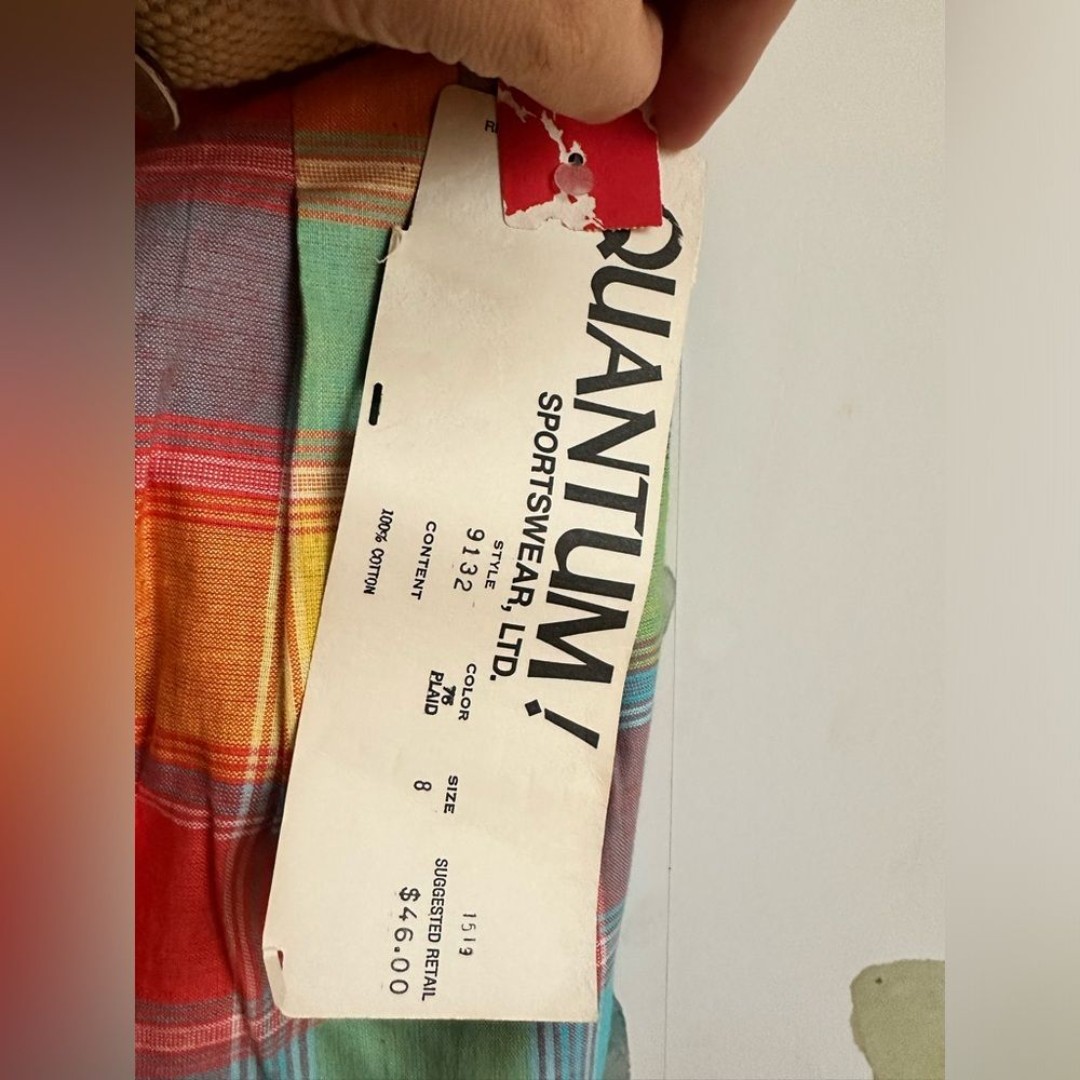 QUANTUM!
SPORTSWEAR, LTD.
STYLE
9132
COLOR
76
PLAID
SIZE
8
1519
SUGGESTED RETAIL
$46.00
CONTENT
100% COTTON